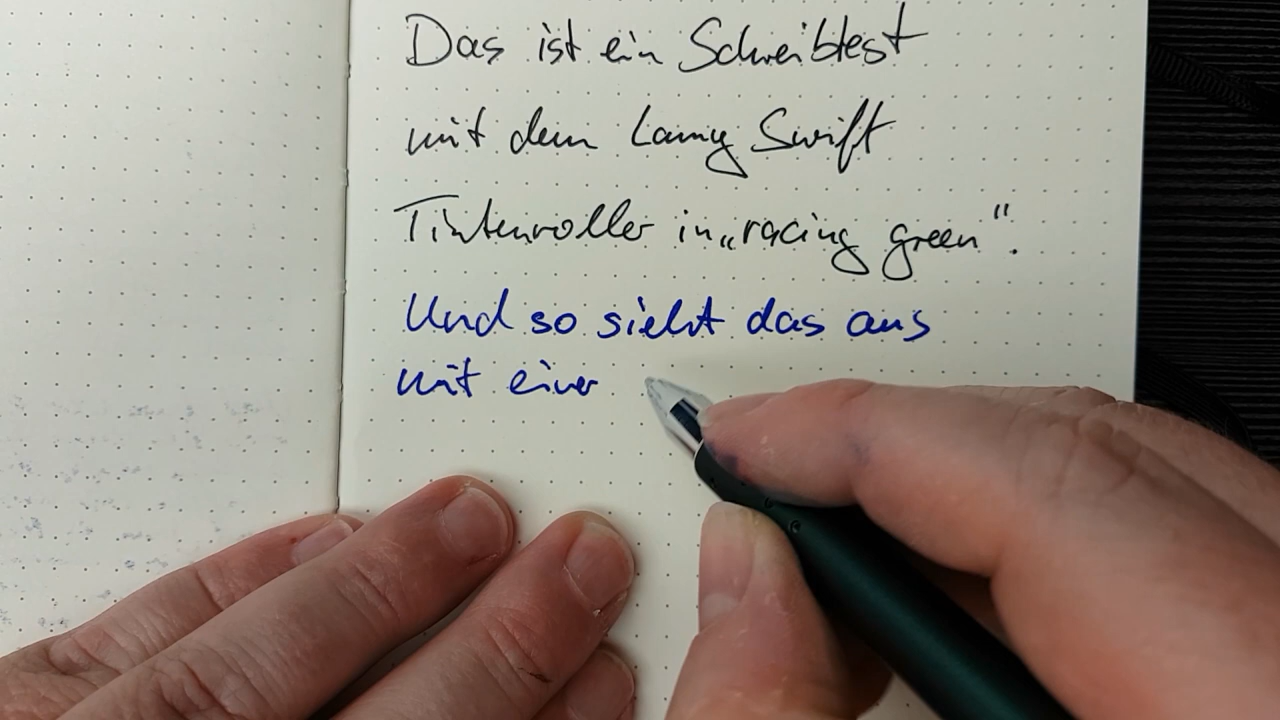 Das ist ein Schreibtest
mit dem Lamy Swift
Tintenroller in „racing green“.
Und so sieht das aus
mit einer